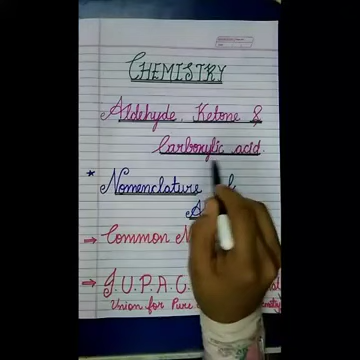 CHEMISTRY
Aldehyde, Ketone &
Carboxylic acid.
* Nomenclature
⇒ Common
⇒ I.U.P.A.C.
Union for Pure